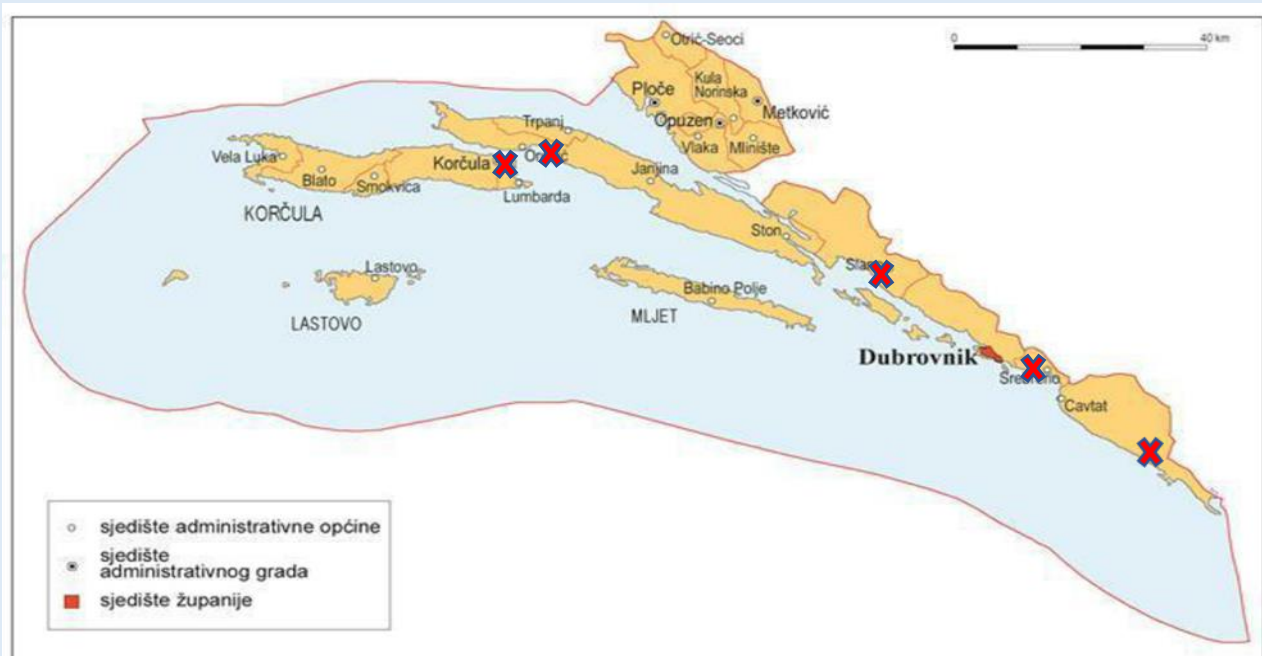 0 40 km
Otrić-Seoci
Kula
Norinska
Ploče
Metković
Opuzen
Vlaka
Mlinište
Trpanj
Vela Luka
Blato
Smokvica
Korčula
Lumbarda
Janjina
KORČULA
Ston
Lastovo
LASTOVO
Babino Polje
MLJET
Dubrovnik
Cavtat
sjedište administrativne općine
sjedište
administrativnog grada
sjedište županije